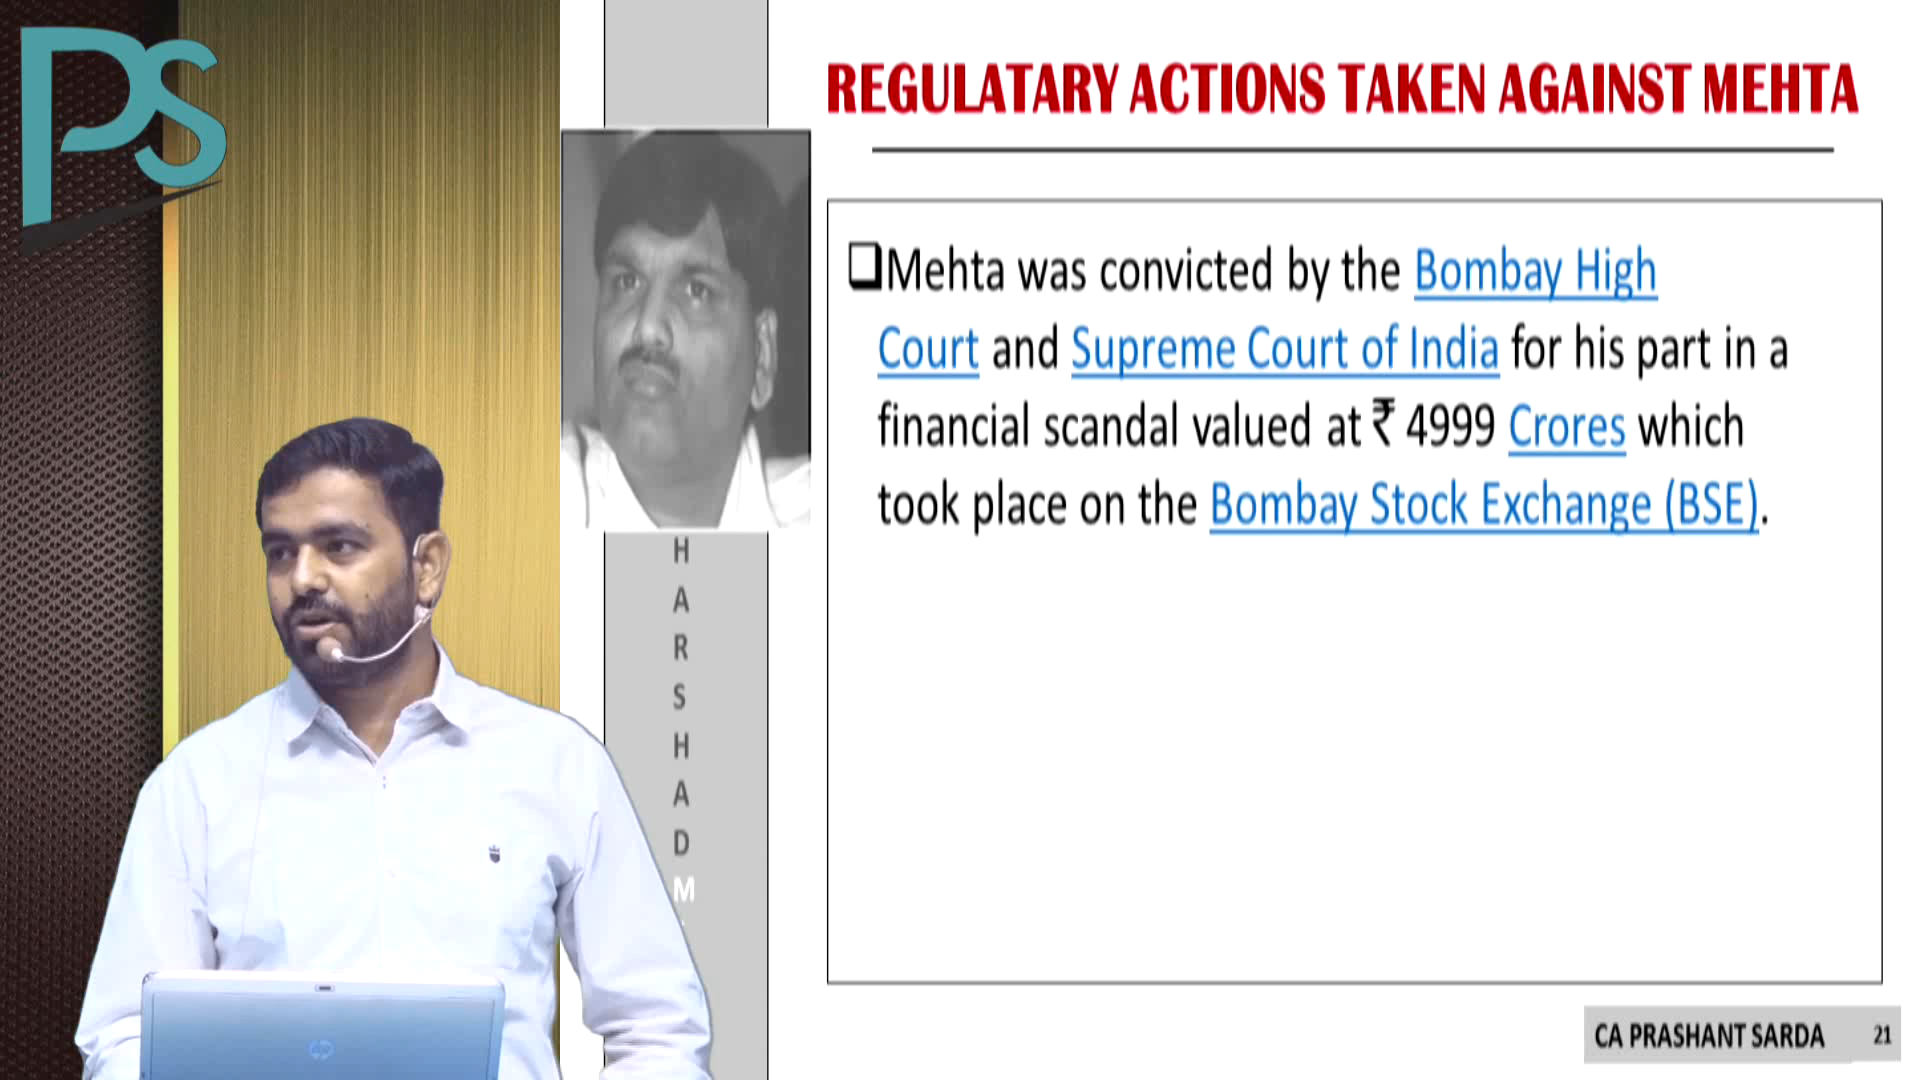 PS
REGULATARY ACTIONS TAKEN AGAINST MEHTA
❑Mehta was convicted by the Bombay High
Court and Supreme Court of India for his part in a
financial scandal valued at ₹ 4999 Crores which
took place on the Bombay Stock Exchange (BSE).
H
A
R
S
H
A
D
M
hp
CA PRASHANT SARDA 21